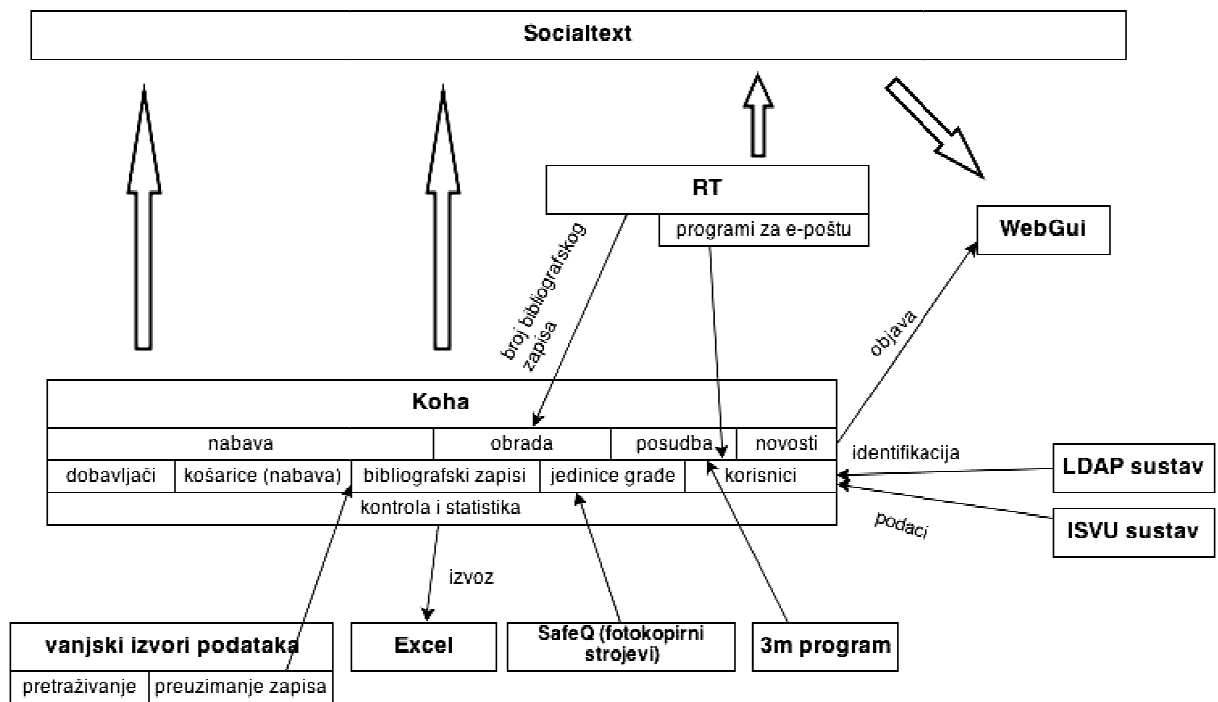 Socialtext
RT
programi za e-poštu
WebGui
broj bibliografskog
zapisa
objava
Koha
nabava
obrada
posudba
novosti
dobavljači
košarice (nabava)
bibliografski zapisi
jedinice građe
korisnici
kontrola i statistika
identifikacija
LDAP sustav
podaci
ISVU sustav
izvoz
vanjski izvori podataka
pretraživanje
preuzimanje zapisa
Excel
SafeQ (fotokopirni
strojevi)
3m program